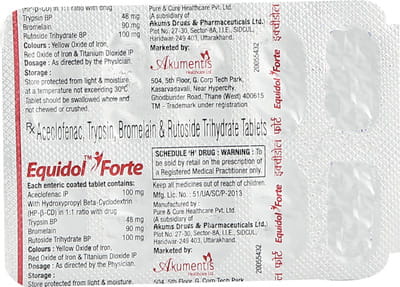 (HP-β-CD) in 1:1 ratio with drug
Trypsin BP 48 mg
Bromelain 90 mg
Rutoside Trihydrate BP 100 mg
Colours : Yellow Oxide of Iron,
Red Oxide of Iron & Titanium Dioxide IP
Dosage : As directed by the Physician.
Storage :
Store protected from light & moisture
at a temperature not exceeding 30°C
Tablet should be swallowed whole and
not chewed or crushed.
Pure & Cure Healthcare Pvt. Ltd.
(A subsidiary of
Akums Drugs & Pharmaceuticals Ltd.)
Plot No. 27-30, Sector-8A, I.I.E., SIDCUL,
Haridwar-249 403, Uttarakhand.
Marketed by:
Akumentis
Healthcare Ltd.
504, 5th Floor, G. Corp Tech Park,
Kasarvadavali, Near Hypercity,
Ghodbunder Road, Thane (West) 400615
TM - Trademark under registration
20055432
Rx Aceclofenac, Trypsin, Bromelain & Rutoside Trihydrate Tablets
Equidol™ Forte
Each enteric coated tablet contains:
Aceclofenac IP 100 mg
With Hydroxypropyl Beta-Cyclodextrin
(HP-β-CD) in 1:1 ratio with drug
Trypsin BP 48 mg
Bromelain 90 mg
Rutoside Trihydrate BP 100 mg
Colours : Yellow Oxide of Iron,
Red Oxide of Iron & Titanium Dioxide IP
Dosage : As directed by the Physician.
Storage :
Store protected from light & moisture
SCHEDULE 'H' DRUG : WARNING : To
be sold by retail on the prescription of
a Registered Medical Practitioner only.
Keep all medicines out of reach of children.
Mfg. Lic. No. : 51/UA/SC/P-2013
Manufactured by :
Pure & Cure Healthcare Pvt. Ltd.
(A subsidiary of
Akums Drugs & Pharmaceuticals Ltd.)
Plot No. 27-30, Sector-8A, I.I.E., SIDCUL,
Haridwar-249 403, Uttarakhand.
Marketed by:
Akumentis
Healthcare Ltd.
504, 5th Floor, G. Corp Tech Park,
20055432
Equidol™ Forte
इक्वीडॉल फोर्ट